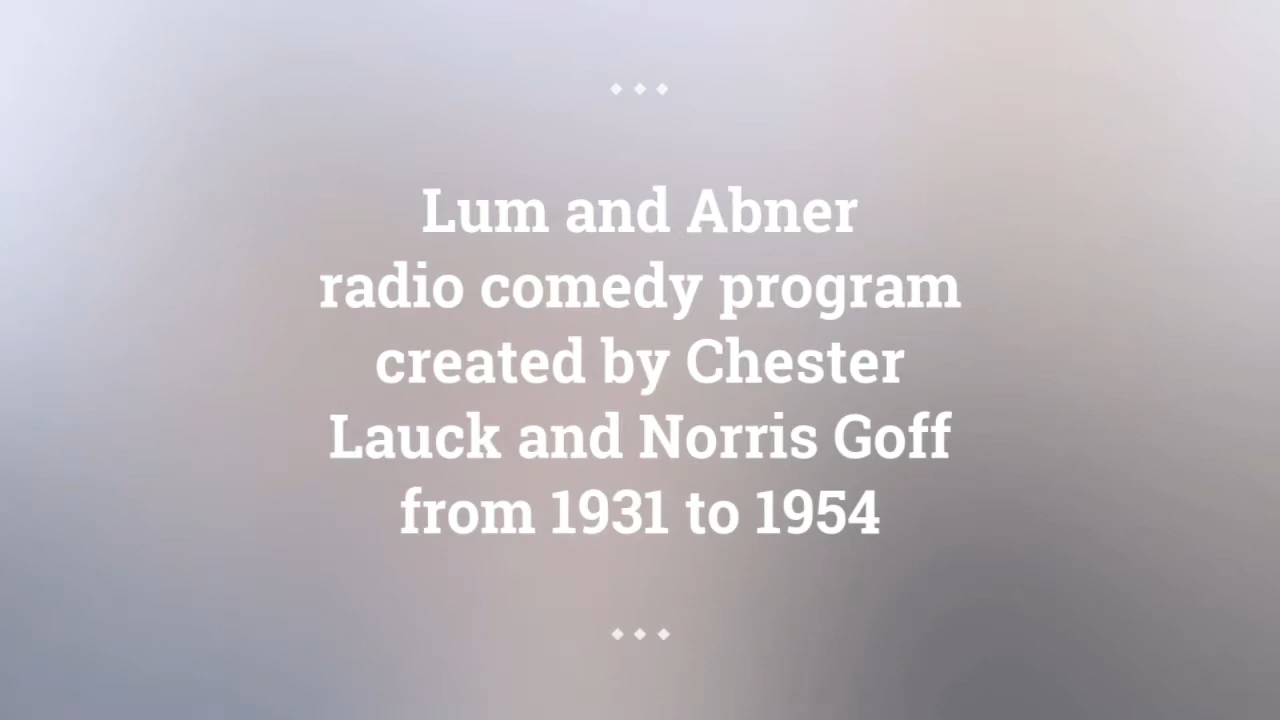 Lum and Abner
radio comedy program
created by Chester
Lauck and Norris Goff
from 1931 to 1954